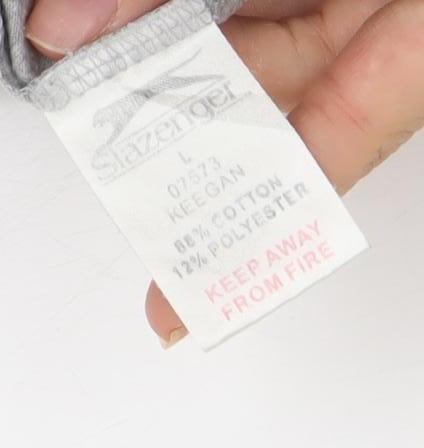 Slazenger
L
07573
KEEGAN
88% COTTON
12% POLYESTER
KEEP AWAY
FROM FIRE